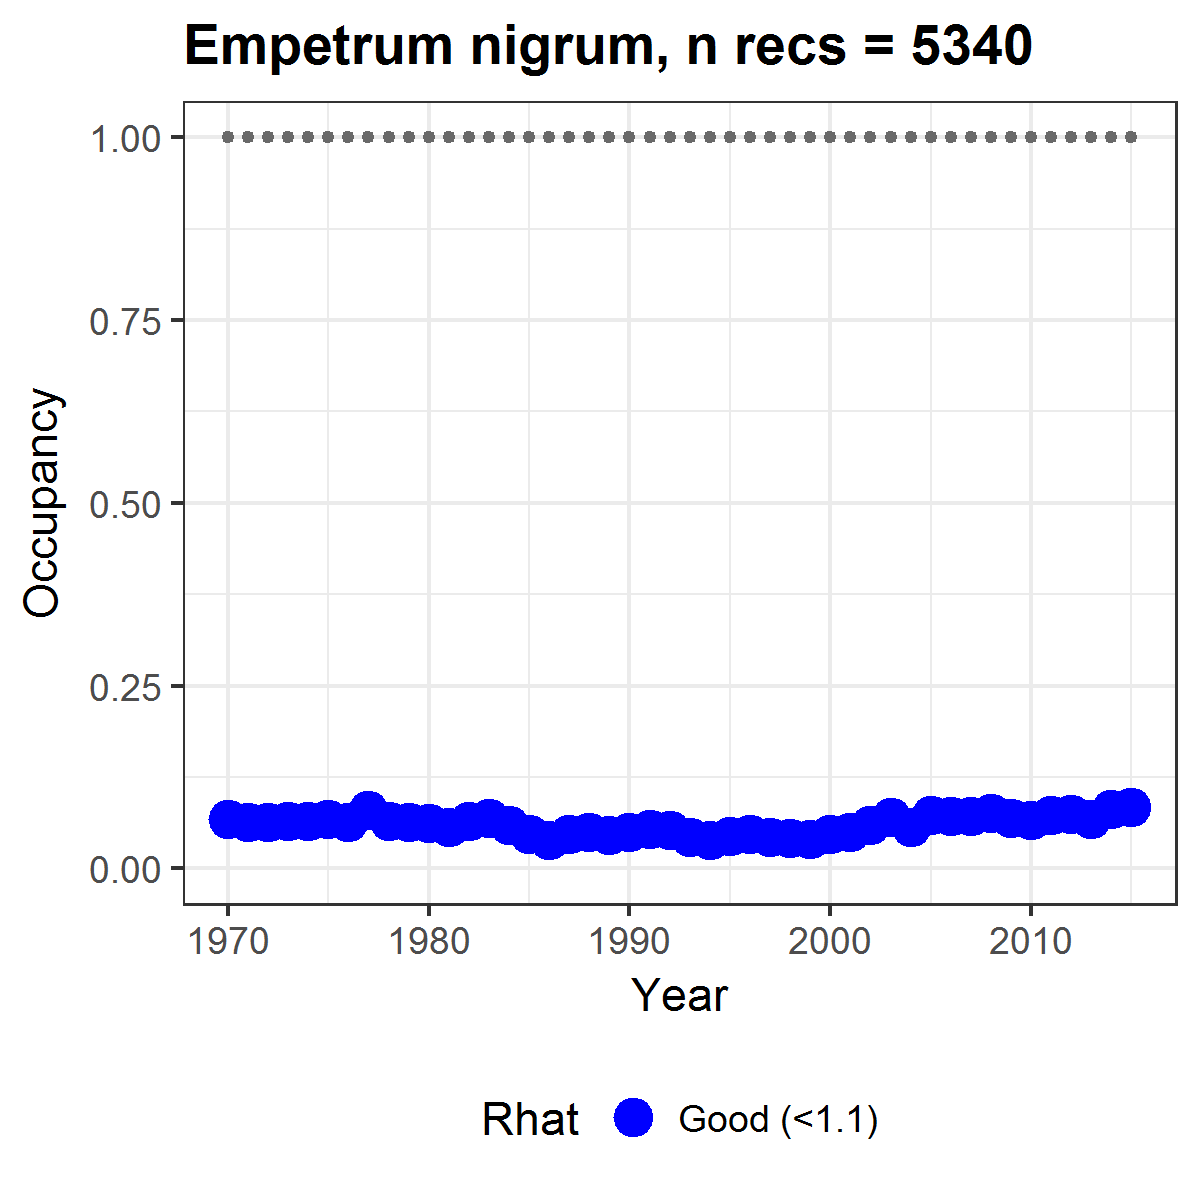 Empetrum nigrum, n recs = 5340
1.00
0.75
0.50
0.25
0.00
Occupancy
1970 1980 1990 2000 2010
Year
Rhat Good (<1.1)